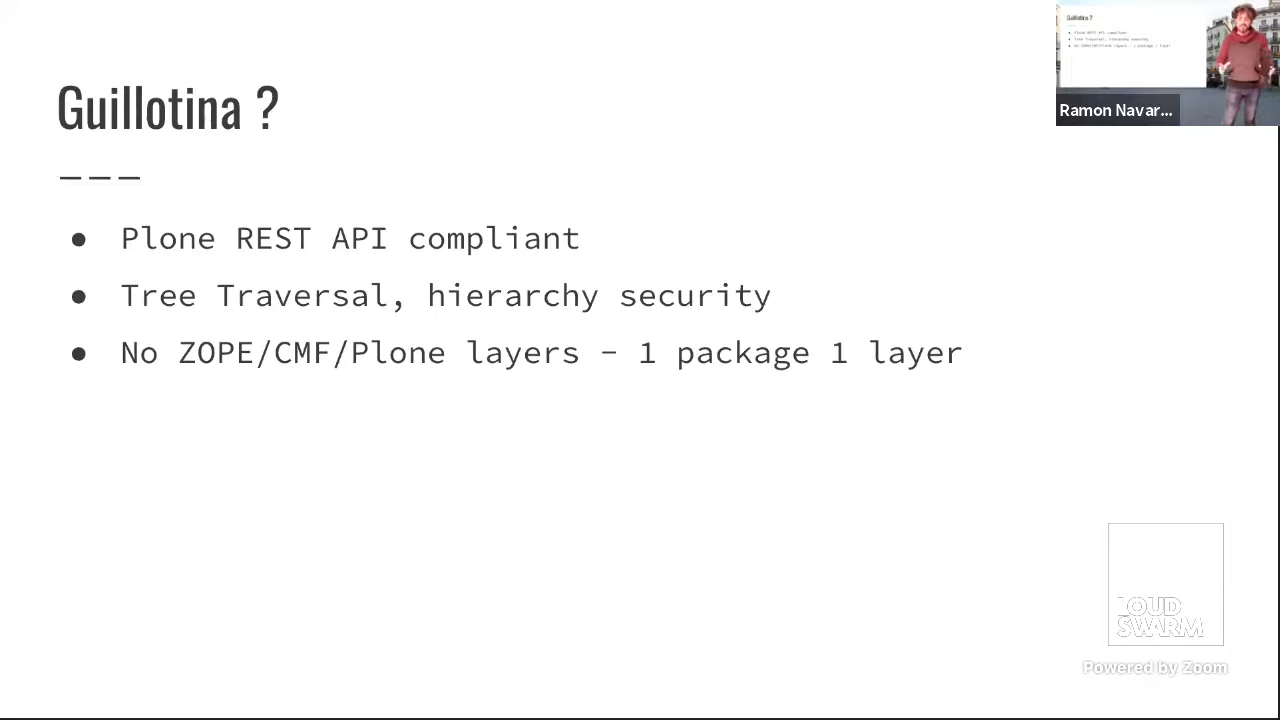 Guillotina ?
Ramon Navar...
● Plone REST API compliant
● Tree Traversal, hierarchy security
● No ZOPE/CMF/Plone layers - 1 package 1 layer
LOUD
SWARM
Powered by Zoom